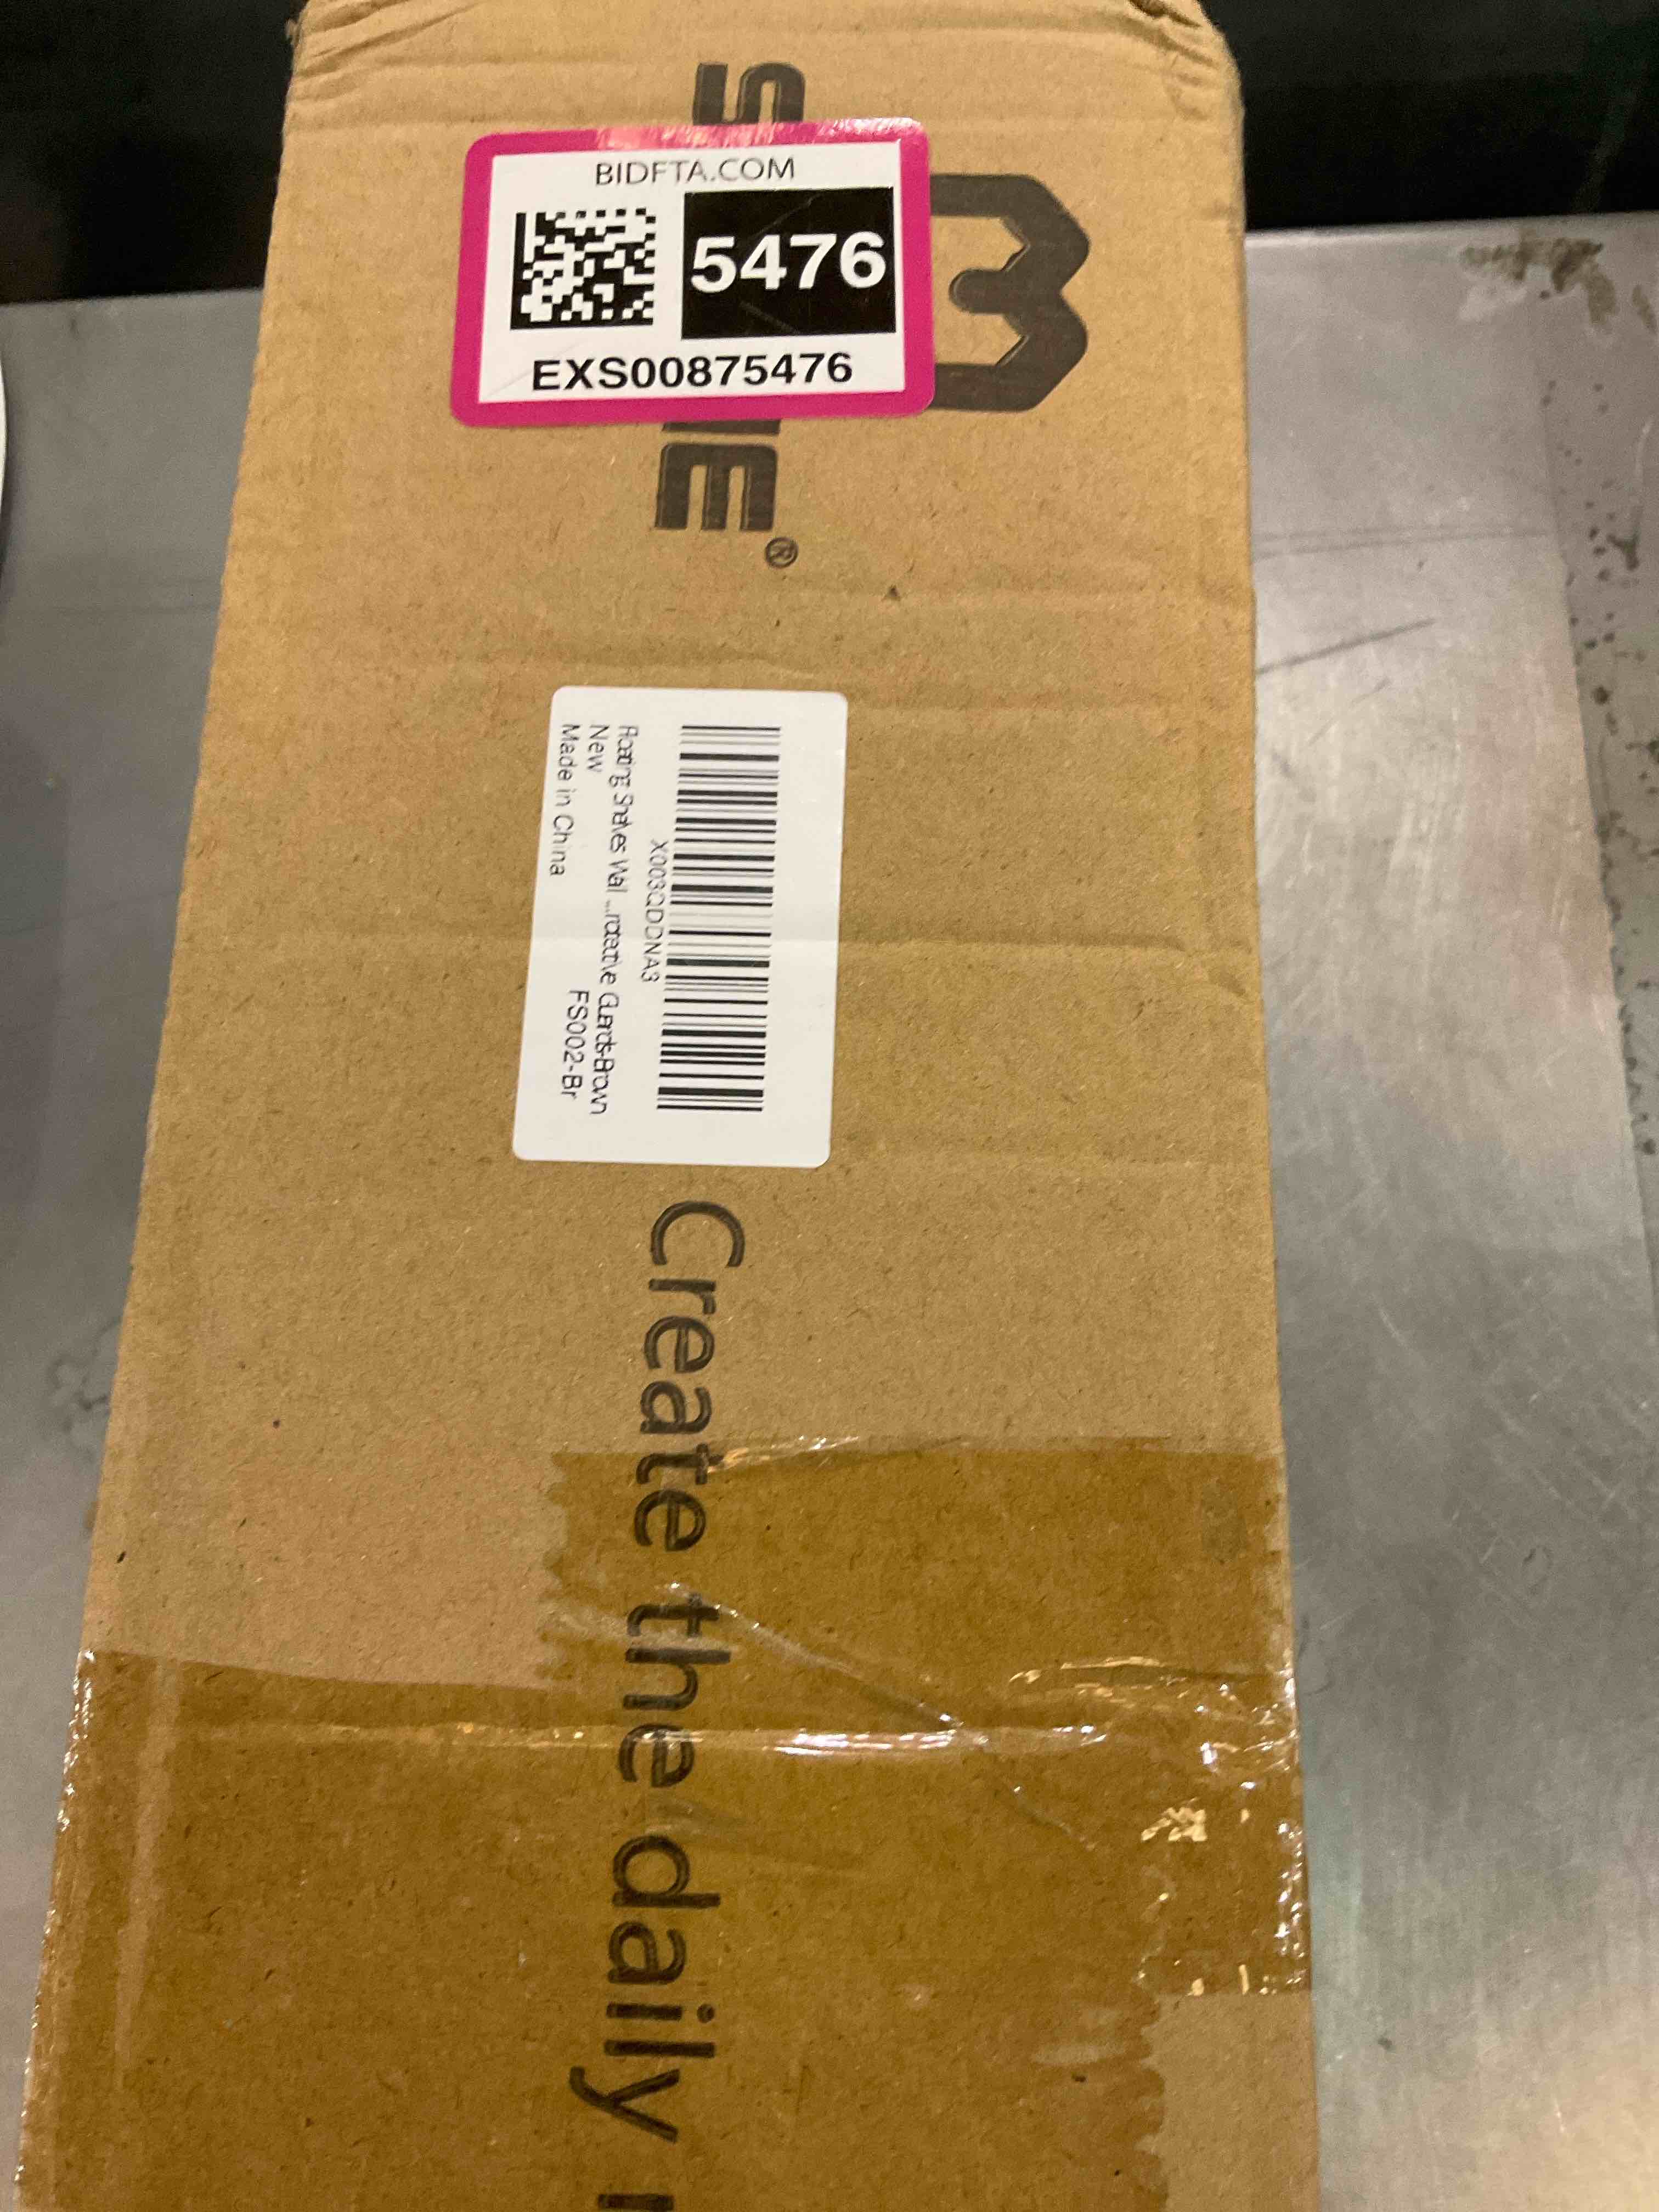 BIDFTA.COM
5476
EXS00875476
®
X003QDDNA3
Floating Shelves Wal ...rotective Guards-Brown
New
FS002-Br
Made in China
Create the daily